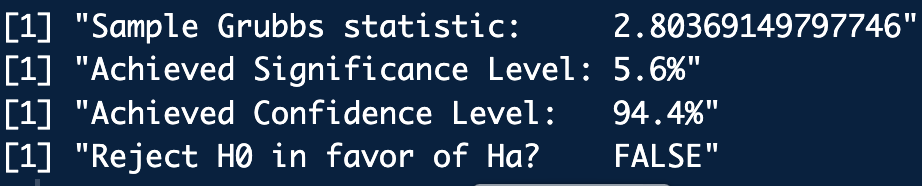 [1] "Sample Grubbs statistic:     2.80369149797746"
[1] "Achieved Significance Level: 5.6%"
[1] "Achieved Confidence Level:   94.4%"
[1] "Reject H0 in favor of Ha?    FALSE"